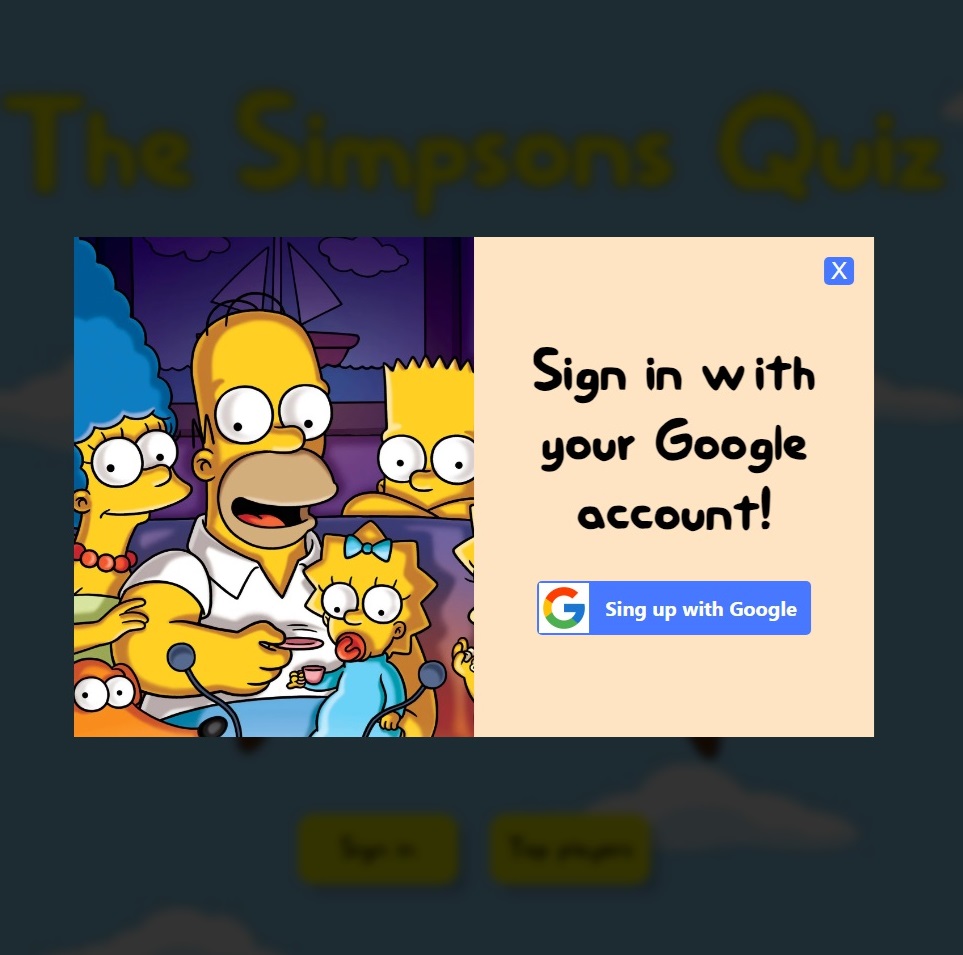 The Simpsons Quiz
X
Sign in with
your Google
account!
Sing up with Google
Sign in
Top players